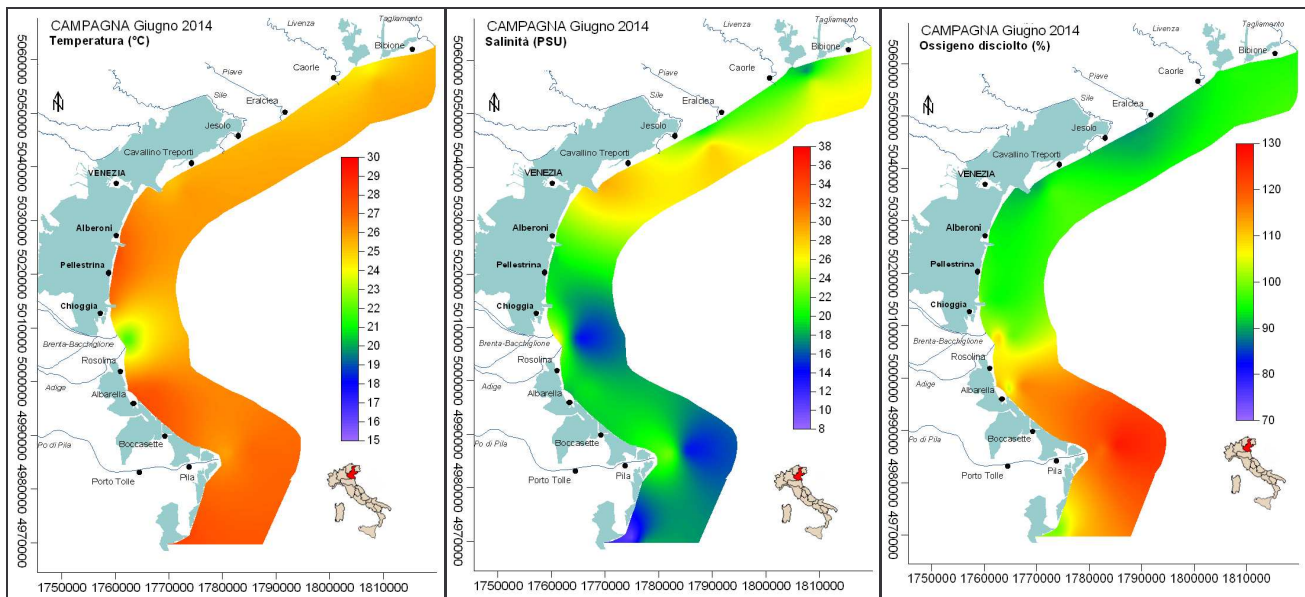 CAMPAGNA Giugno 2014
Temperatura (°C)
Livenza
Tagliamento
Bibione
Caorle
Piave
Sile
Eraclea
Jesolo
Cavallino Treporti
VENEZIA
Alberoni
Pellestrina
Chioggia
Brenta-Bacchiglione
Rosolina
Adige
Albarella
Boccasette
Po di Pila
Porto Tolle
Pila
N
30
29
28
27
26
25
24
23
22
21
20
19
18
17
16
15
5060000
5050000
5040000
5030000
5020000
5010000
5000000
4990000
4980000
4970000
1750000 1760000 1770000 1780000 1790000 1800000 1810000
CAMPAGNA Giugno 2014
Salinità (PSU)
Livenza
Tagliamento
Bibione
Caorle
Piave
Sile
Eraclea
Jesolo
Cavallino Treporti
VENEZIA
Alberoni
Pellestrina
Chioggia
Brenta-Bacchiglione
Rosolina
Adige
Albarella
Boccasette
Po di Pila
Porto Tolle
Pila
N
38
36
34
32
30
28
26
24
22
20
18
16
14
12
10
8
5060000
5050000
5040000
5030000
5020000
5010000
5000000
4990000
4980000
4970000
1750000 1760000 1770000 1780000 1790000 1800000 1810000
CAMPAGNA Giugno 2014
Ossigeno disciolto (%)
Livenza
Tagliamento
Bibione
Caorle
Piave
Sile
Eraclea
Jesolo
Cavallino Treporti
VENEZIA
Alberoni
Pellestrina
Chioggia
Brenta-Bacchiglione
Rosolina
Adige
Albarella
Boccasette
Po di Pila
Porto Tolle
Pila
N
130
120
110
100
90
80
70
5060000
5050000
5040000
5030000
5020000
5010000
5000000
4990000
4980000
4970000
1750000 1760000 1770000 1780000 1790000 1800000 1810000